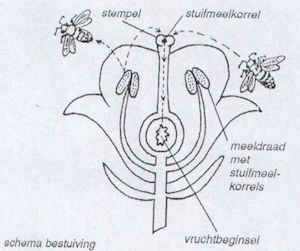 stempel
stuifmeelkorrel
meeldraad
met
stuifmeel-
korrels
vruchtbeginsel
schema bestuiving